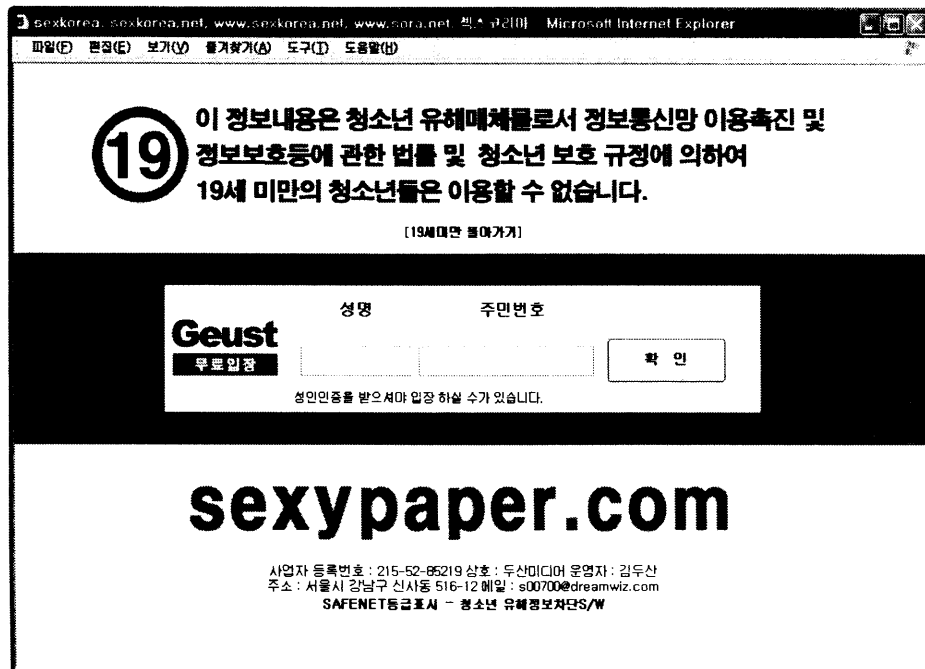 sexkorea, sexkorea.net, www.sexkorea.net, www.sora.net, 코리아 - Microsoft Internet Explorer
파일(F) 편집(E) 보기(V) 즐겨찾기(A) 도구(T) 도움말(H)
19
이 정보내용은 청소년 유해매체물로서 정보통신망 이용촉진 및
정보보호등에 관한 법률 및 청소년 보호 규정에 의하여
19세 미만의 청소년들은 이용할 수 없습니다.
[19세미만 돌아가기]
성명 주민번호
Geust
무료입장
확 인
성인인증을 받으셔야 입장 하실 수가 있습니다.
sexypaper.com
사업자 등록번호 : 215-52-85219 상호 : 두산미디어 운영자 : 김두산
주소 : 서울시 강남구 신사동 516-12 메일 : s00700@dreamwiz.com
SAFENET등급표시 - 청소년 유해정보차단S/W